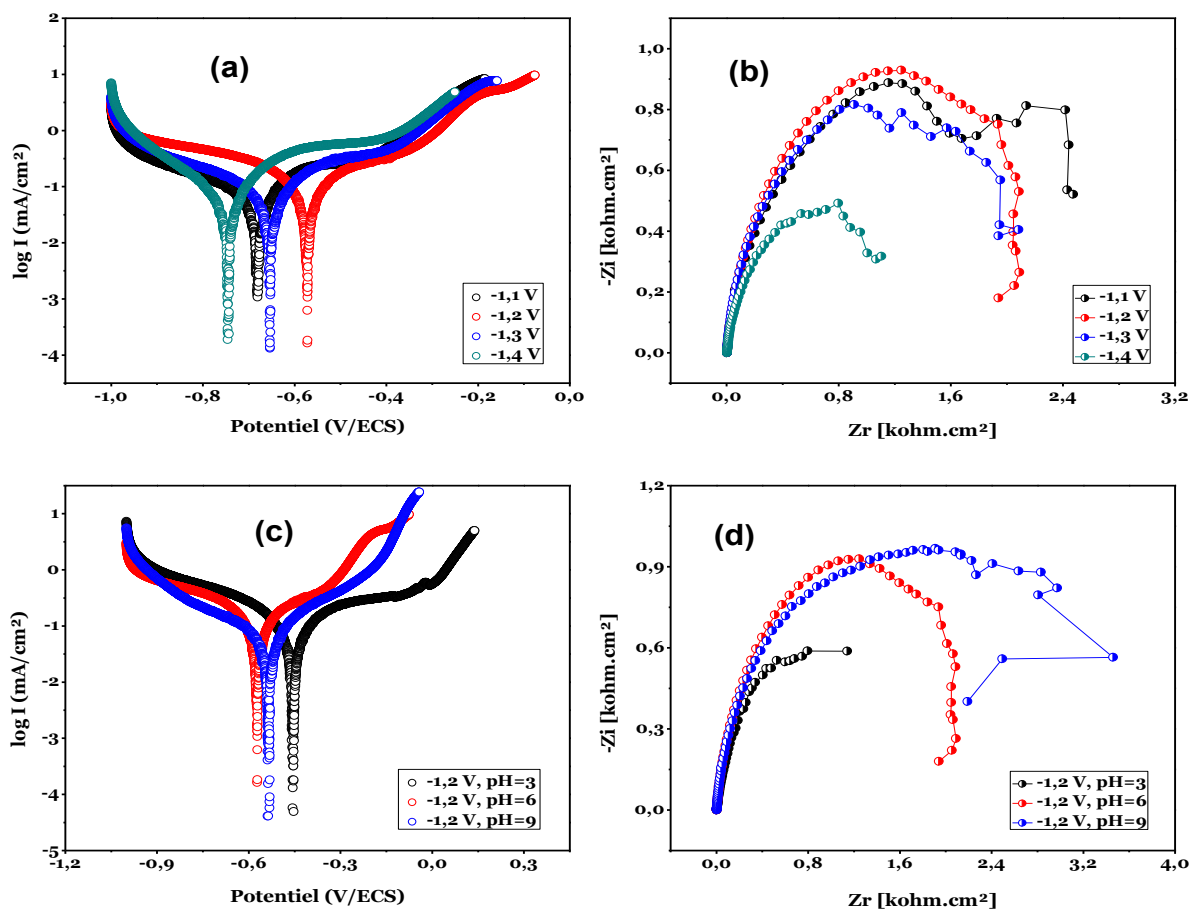 (a)
log I (mA/cm²)
1
0
-1
-2
-3
-4
-1,0 -0,8 -0,6 -0,4 -0,2 0,0
Potentiel (V/ECS)
-1,1 V
-1,2 V
-1,3 V
-1,4 V
(b)
-Zi [kohm.cm²]
1,0
0,8
0,6
0,4
0,2
0,0
0,0 0,8 1,6 2,4 3,2
Zr [kohm.cm²]
-1,1 V
-1,2 V
-1,3 V
-1,4 V
(c)
log I (mA/cm²)
1
0
-1
-2
-3
-4
-5
-1,2 -0,9 -0,6 -0,3 0,0 0,3
Potentiel (V/ECS)
-1,2 V, pH=3
-1,2 V, pH=6
-1,2 V, pH=9
(d)
-Zi [kohm.cm²]
1,2
0,9
0,6
0,3
0,0
0,0 0,8 1,6 2,4 3,2 4,0
Zr [kohm.cm²]
-1,2 V, pH=3
-1,2 V, pH=6
-1,2 V, pH=9